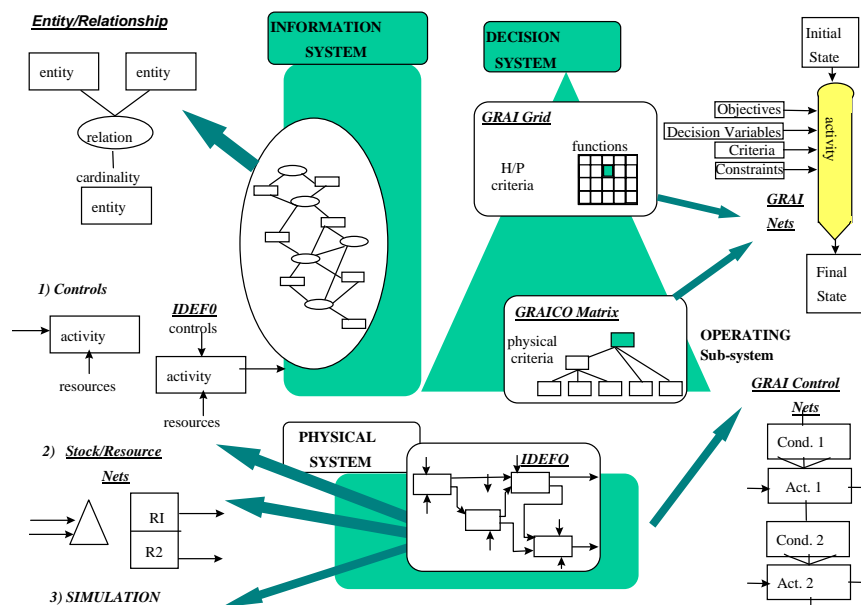 Entity/Relationship
entity
entity
relation
cardinality
entity
INFORMATION
SYSTEM
DECISION
SYSTEM
GRAI Grid
functions
H/P
criteria
Initial
State
Objectives
Decision Variables
Criteria
Constraints
activity
GRAI
Nets
Final
State
1) Controls
activity
resources
IDEF0
controls
activity
resources
GRAICO Matrix
physical
criteria
OPERATING
Sub-system
PHYSICAL
SYSTEM
IDEFO
2) Stock/Resource
Nets
R1
R2
3) SIMULATION
GRAI Control
Nets
Cond. 1
Act. 1
Cond. 2
Act. 2